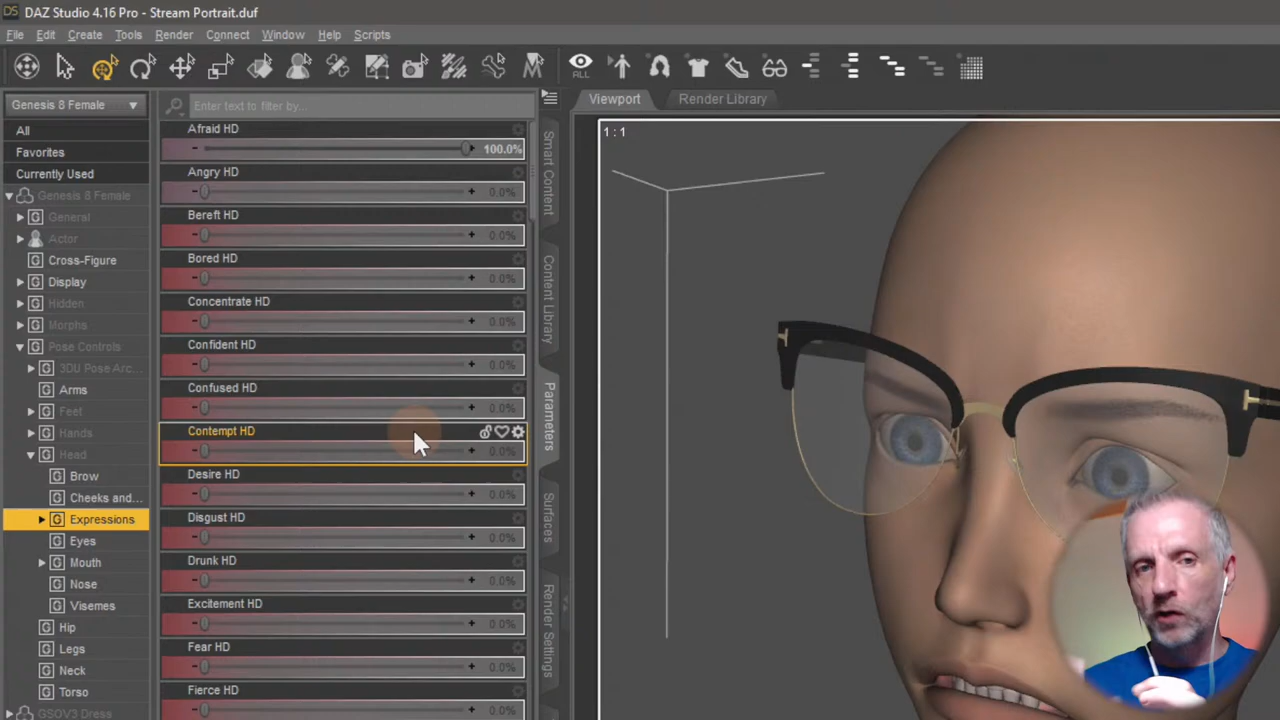 DS DAZ Studio 4.16 Pro - Stream Portrait.duf
File Edit Create Tools Render Connect Window Help Scripts
ALL
Genesis 8 Female
Enter text to filter by...
Viewport
Render Library
All
Favorites
Currently Used
Genesis 8 Female
General
Actor
Cross-Figure
Display
Hidden
Morphs
Pose Controls
3DU Pose Arc...
Arms
Feet
Hands
Head
Brow
Cheeks and...
Expressions
Eyes
Mouth
Nose
Visemes
Hip
Legs
Neck
Torso
GSOV3 Dress
Afraid HD
100.0%
Angry HD
0.0%
Bereft HD
0.0%
Bored HD
0.0%
Concentrate HD
0.0%
Confident HD
0.0%
Confused HD
0.0%
Contempt HD
0.0%
Desire HD
0.0%
Disgust HD
0.0%
Drunk HD
0.0%
Excitement HD
0.0%
Fear HD
0.0%
Fierce HD
0.0%
Smart Content
Content Library
Parameters
Surfaces
Render Settings
1 : 1